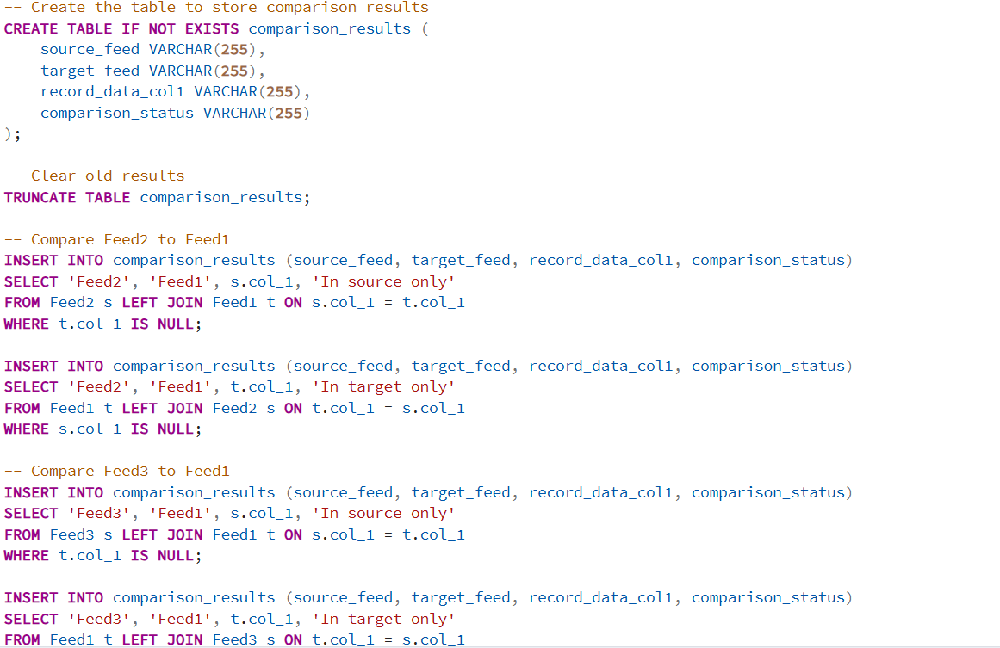 -- Create the table to store comparison results
CREATE TABLE IF NOT EXISTS comparison_results (
    source_feed VARCHAR(255),
    target_feed VARCHAR(255),
    record_data_col1 VARCHAR(255),
    comparison_status VARCHAR(255)
);

-- Clear old results
TRUNCATE TABLE comparison_results;

-- Compare Feed2 to Feed1
INSERT INTO comparison_results (source_feed, target_feed, record_data_col1, comparison_status)
SELECT 'Feed2', 'Feed1', s.col_1, 'In source only'
FROM Feed2 s LEFT JOIN Feed1 t ON s.col_1 = t.col_1
WHERE t.col_1 IS NULL;

INSERT INTO comparison_results (source_feed, target_feed, record_data_col1, comparison_status)
SELECT 'Feed2', 'Feed1', t.col_1, 'In target only'
FROM Feed1 t LEFT JOIN Feed2 s ON t.col_1 = s.col_1
WHERE s.col_1 IS NULL;

-- Compare Feed3 to Feed1
INSERT INTO comparison_results (source_feed, target_feed, record_data_col1, comparison_status)
SELECT 'Feed3', 'Feed1', s.col_1, 'In source only'
FROM Feed3 s LEFT JOIN Feed1 t ON s.col_1 = t.col_1
WHERE t.col_1 IS NULL;

INSERT INTO comparison_results (source_feed, target_feed, record_data_col1, comparison_status)
SELECT 'Feed3', 'Feed1', t.col_1, 'In target only'
FROM Feed1 t LEFT JOIN Feed3 s ON t.col_1 = s.col_1